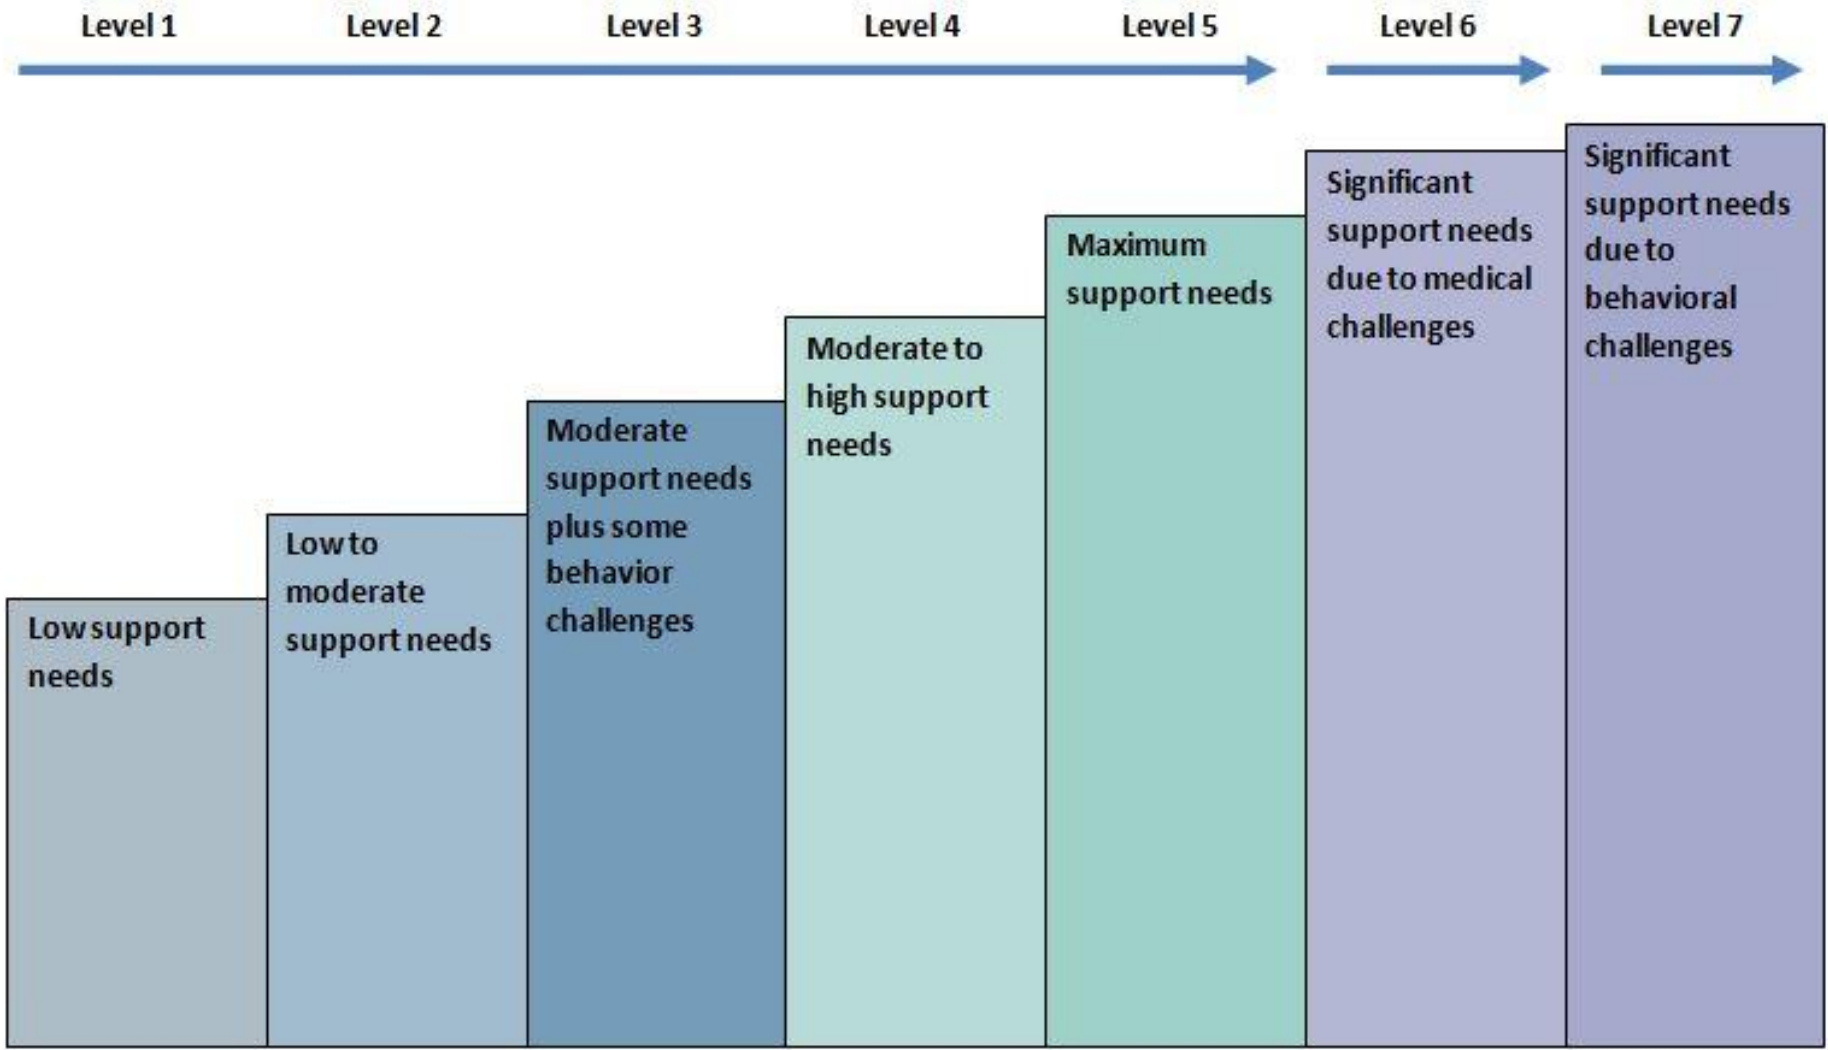 Level 1
Level 2
Level 3
Level 4
Level 5
Level 6
Level 7
Low support
needs
Low to
moderate
support needs
Moderate
support needs
plus some
behavior
challenges
Moderate to
high support
needs
Maximum
support needs
Significant
support needs
due to medical
challenges
Significant
support needs
due to
behavioral
challenges